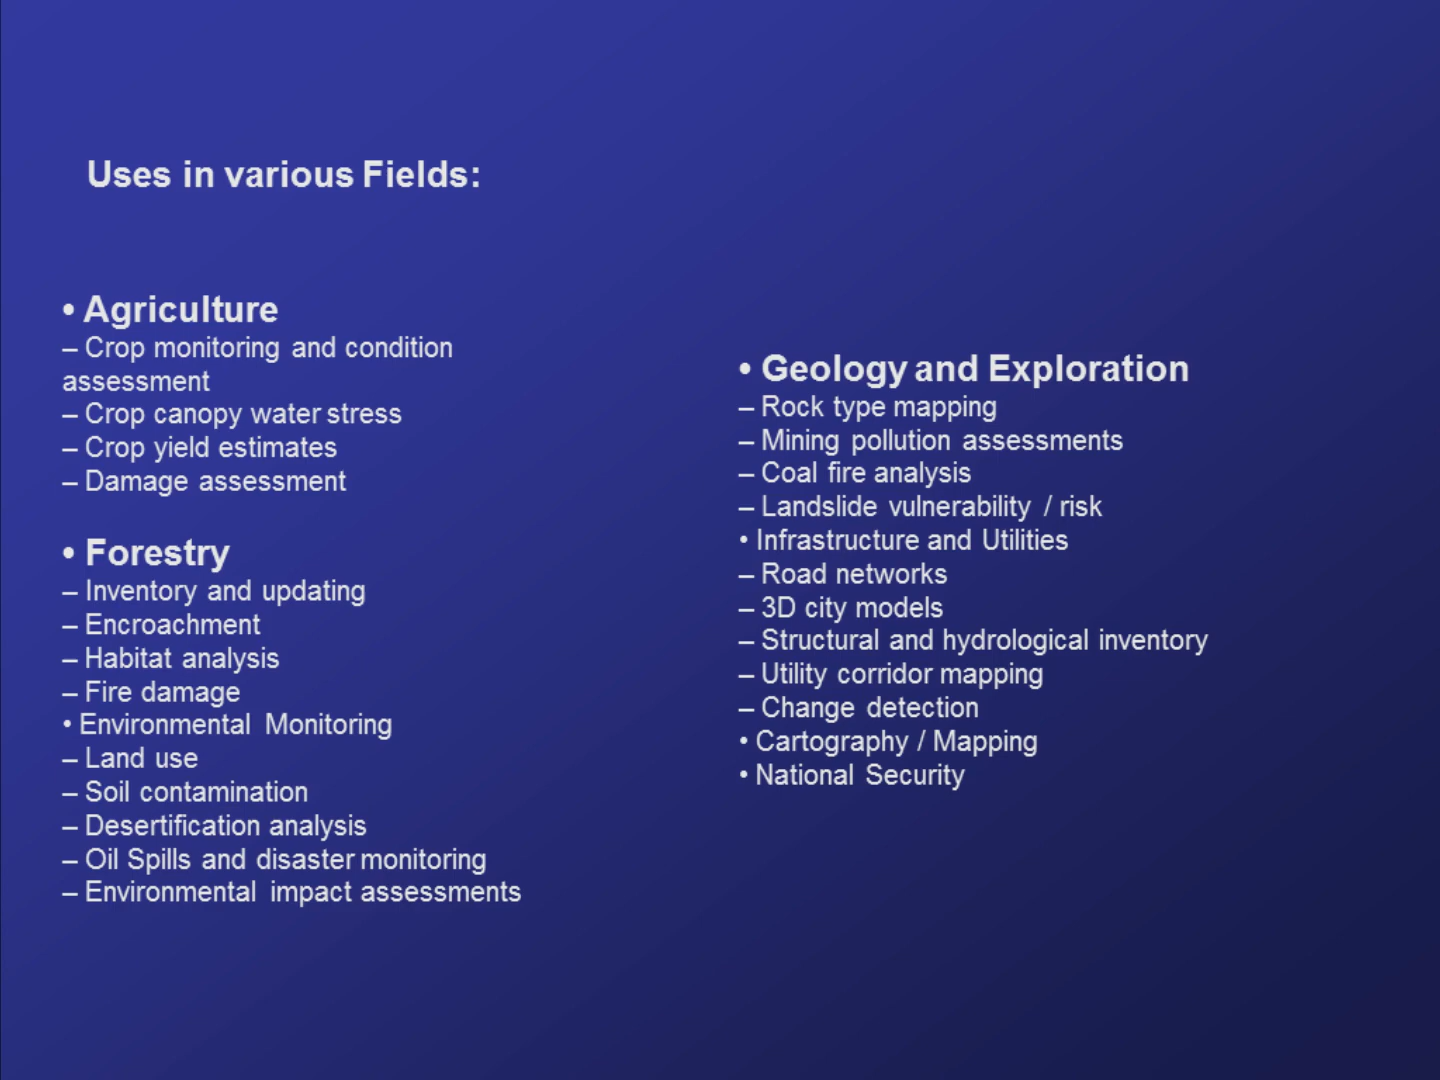 Uses in various Fields:
• Agriculture
– Crop monitoring and condition
assessment
– Crop canopy water stress
– Crop yield estimates
– Damage assessment
• Forestry
– Inventory and updating
– Encroachment
– Habitat analysis
– Fire damage
• Environmental Monitoring
– Land use
– Soil contamination
– Desertification analysis
– Oil Spills and disaster monitoring
– Environmental impact assessments
• Geology and Exploration
– Rock type mapping
– Mining pollution assessments
– Coal fire analysis
– Landslide vulnerability / risk
• Infrastructure and Utilities
– Road networks
– 3D city models
– Structural and hydrological inventory
– Utility corridor mapping
– Change detection
• Cartography / Mapping
• National Security